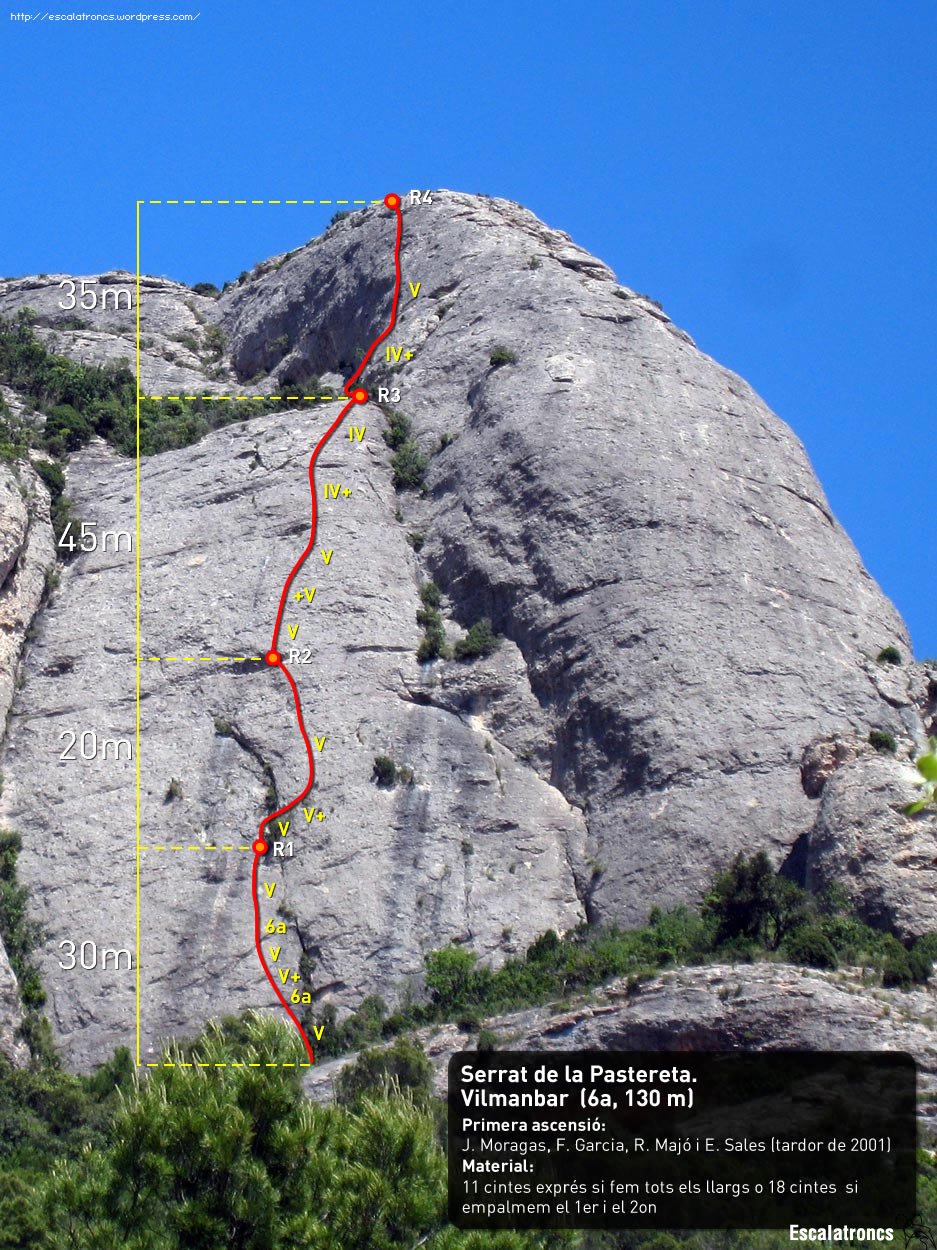 http://escalatroncs.wordpress.com/
R4
35m
V
IV+
R3
IV
IV+
45m
V
+V
V
R2
20m
V
V+
V
R1
V
6a
V
30m
V+
6a
V
Serrat de la Pastereta.
Vilmanbar (6a, 130 m)
Primera ascensió:
J. Moragas, F. Garcia, R. Majó i E. Sales (tardor de 2001)
Material:
11 cintes exprés si fem tots els llargs o 18 cintes si
empalmem el 1er i el 2on
Escalatroncs